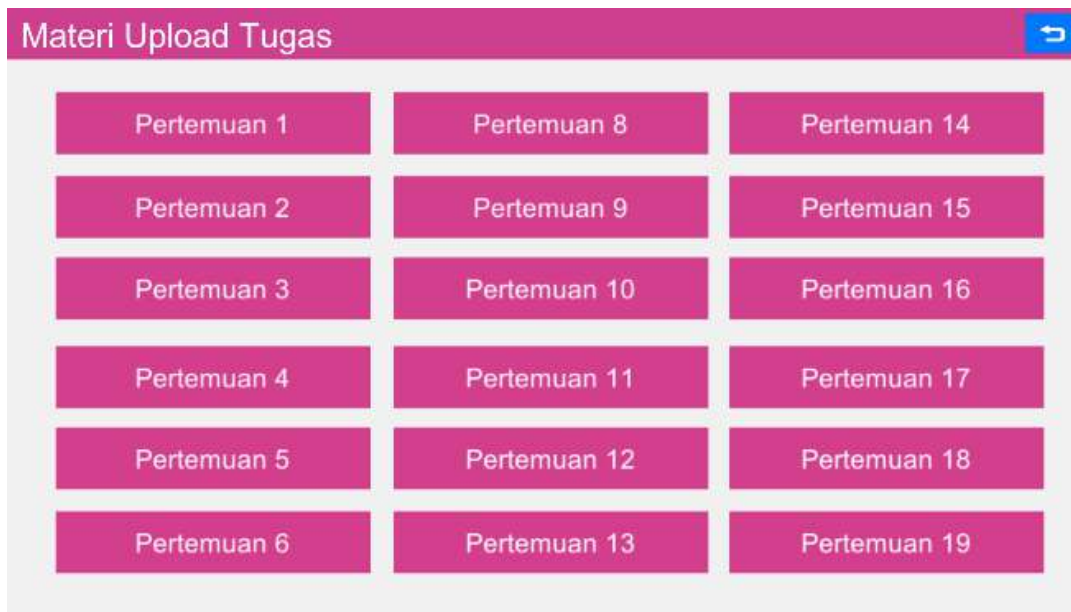 Materi Upload Tugas
Pertemuan 1
Pertemuan 8
Pertemuan 14
Pertemuan 2
Pertemuan 9
Pertemuan 15
Pertemuan 3
Pertemuan 10
Pertemuan 16
Pertemuan 4
Pertemuan 11
Pertemuan 17
Pertemuan 5
Pertemuan 12
Pertemuan 18
Pertemuan 6
Pertemuan 13
Pertemuan 19